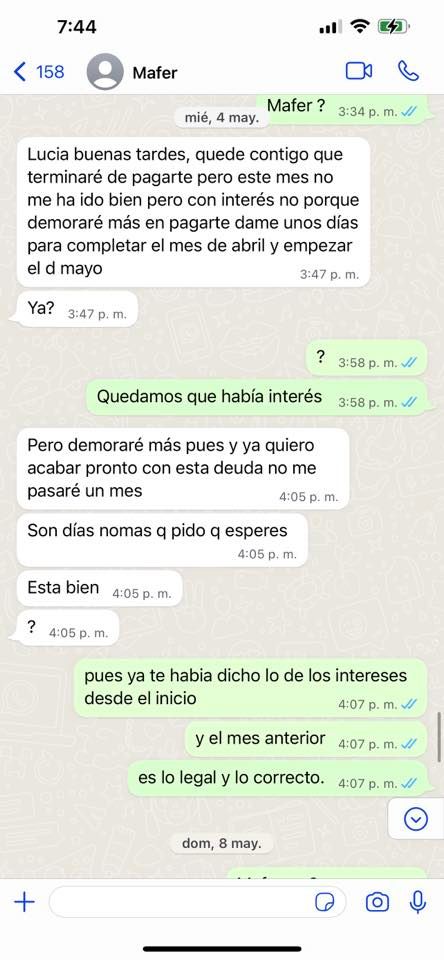 7:44
158
Mafer
Mafer ? 3:34 p. m.
mié, 4 may.
Lucia buenas tardes, quede contigo que
terminaré de pagarte pero este mes no
me ha ido bien pero con interés no porque
demoraré más en pagarte dame unos días
para completar el mes de abril y empezar
el d mayo 3:47 p. m.
Ya? 3:47 p. m.
? 3:58 p. m.
Quedamos que había interés 3:58 p. m.
Pero demoraré más pues y ya quiero
acabar pronto con esta deuda no me
pasaré un mes 4:05 p. m.
Son días nomas q pido q esperes
4:05 p. m.
Esta bien 4:05 p. m.
? 4:05 p. m.
pues ya te habia dicho lo de los intereses
desde el inicio 4:07 p. m.
y el mes anterior 4:07 p. m.
es lo legal y lo correcto. 4:07 p. m.
dom, 8 may.